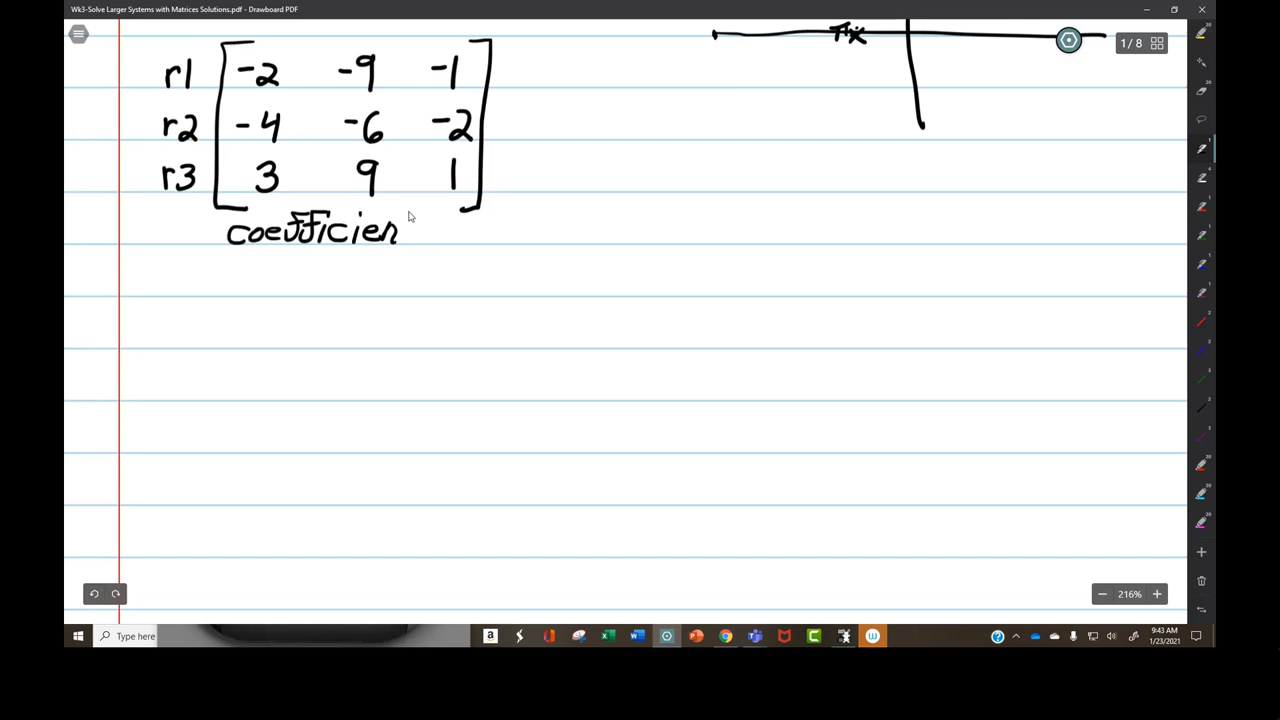 Wk3-Solve Larger Systems with Matrices Solutions.pdf - Drawboard PDF
1 / 8
r1 -2 -9 -1
r2 -4 -6 -2
r3 3 9 1
coefficien
216%
Type here
9:43 AM
1/23/2021